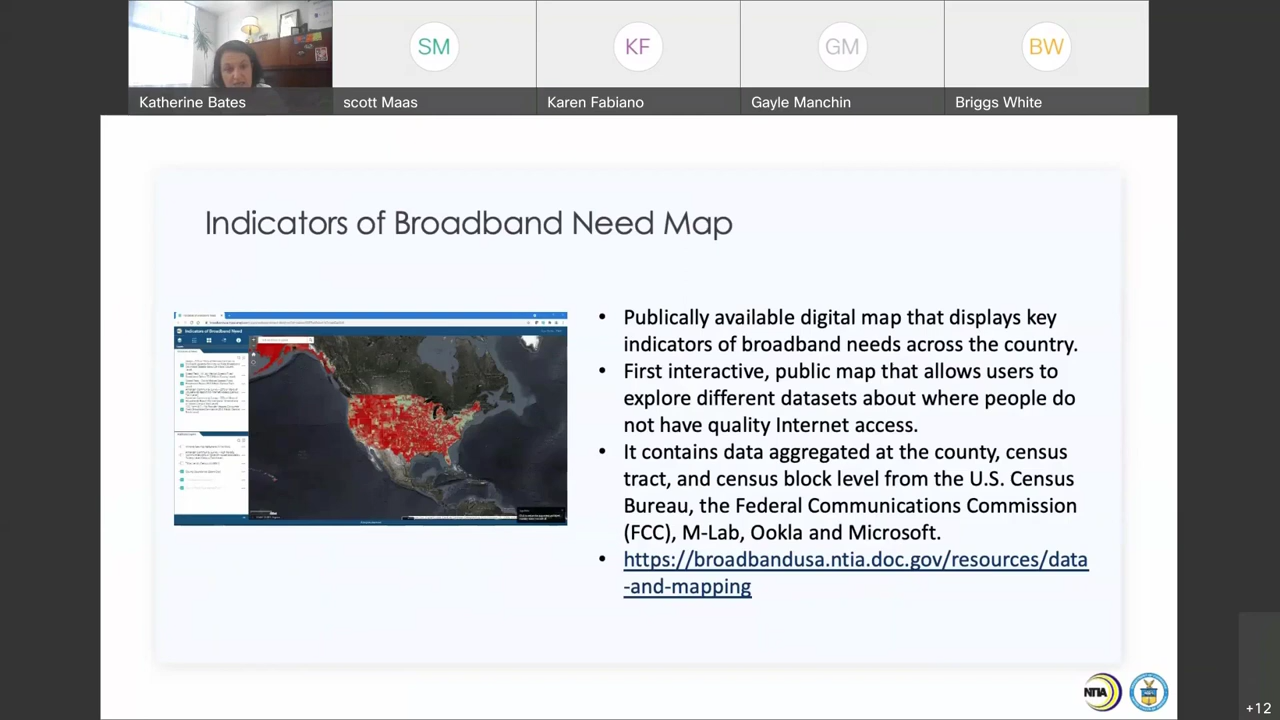 SM
KF
GM
BW
Katherine Bates
scott Maas
Karen Fabiano
Gayle Manchin
Briggs White
Indicators of Broadband Need Map
Indicators of Broadband Need
• Publically available digital map that displays key
indicators of broadband needs across the country.
• First interactive, public map that allows users to
explore different datasets about where people do
not have quality Internet access.
• It contains data aggregated at the county, census
tract, and census block level from the U.S. Census
Bureau, the Federal Communications Commission
(FCC), M-Lab, Ookla and Microsoft.
• https://broadbandusa.ntia.doc.gov/resources/data
-and-mapping
NTIA
+12